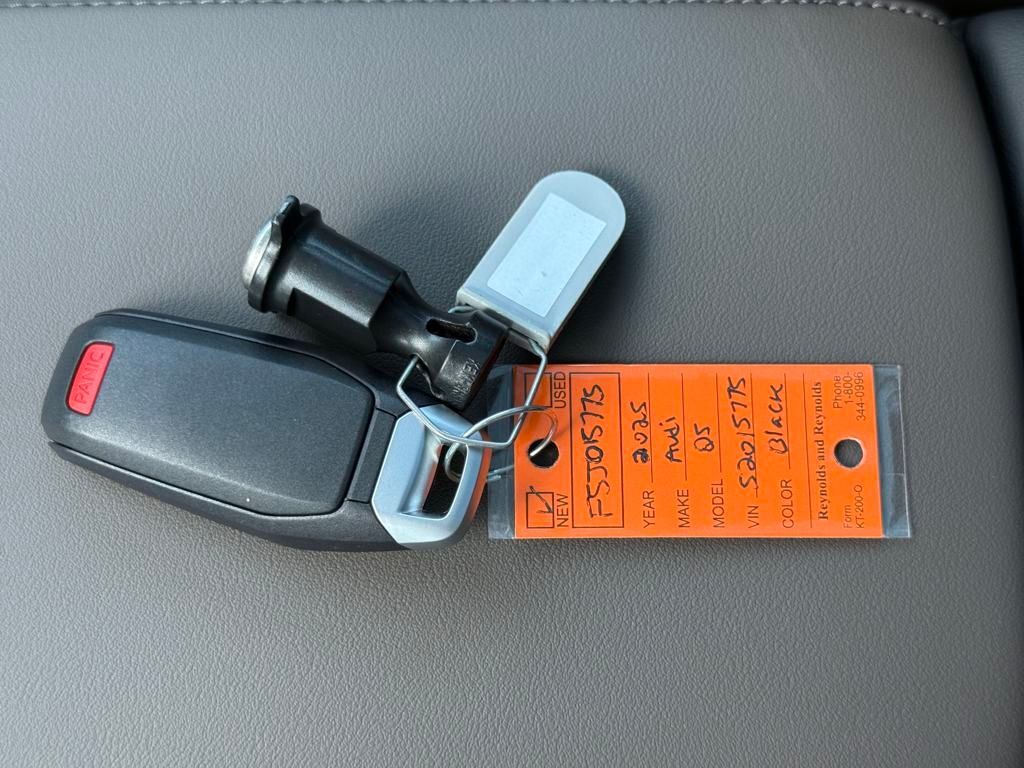 PANIC
NEW USED
F5J015775
YEAR 2025
MAKE Audi
MODEL Q5
VIN S2015775
COLOR Black
Reynolds and Reynolds
Form
KT-200-O
Phone
1-800-
344-0996